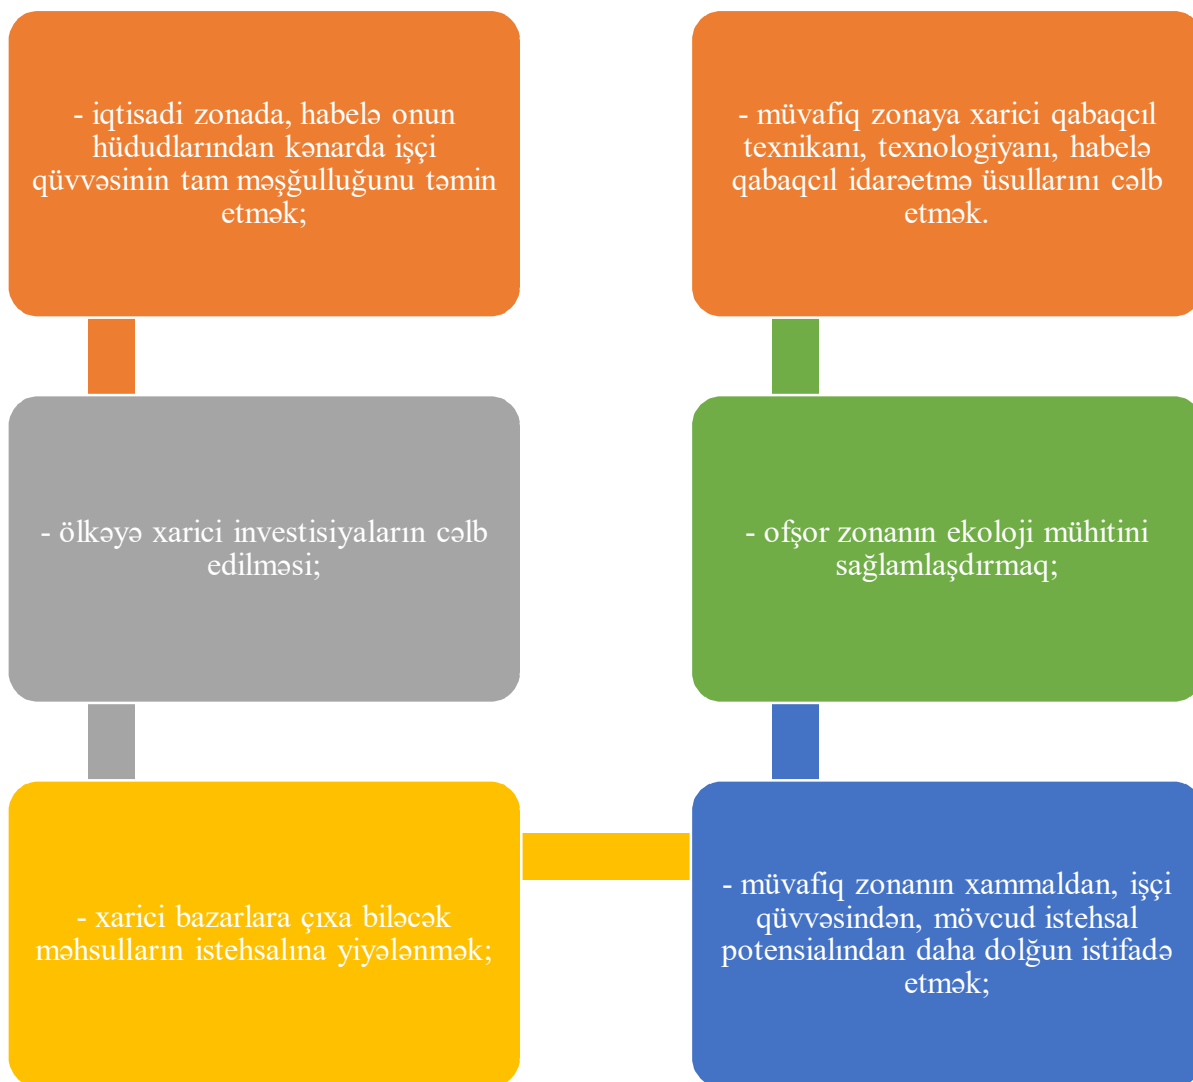 - iqtisadi zonada, habelə onun
hüdudlarından kənarda işçi
qüvvəsinin tam məşğulluğunu təmin
etmək;
- ölkəyə xarici investisiyaların cəlb
edilməsi;
- xarici bazarlara çıxa biləcək
məhsulların istehsalına yiyələnmək;
- müvafiq zonanın xammaldan, işçi
qüvvəsindən, mövcud istehsal
potensialından daha dolğun istifadə
etmək;
- ofşor zonanın ekoloji mühitini
sağlamlaşdırmaq;
- müvafiq zonaya xarici qabaqcıl
texnikanı, texnologiyanı, habelə
qabaqcıl idarəetmə üsullarını cəlb
etmək.